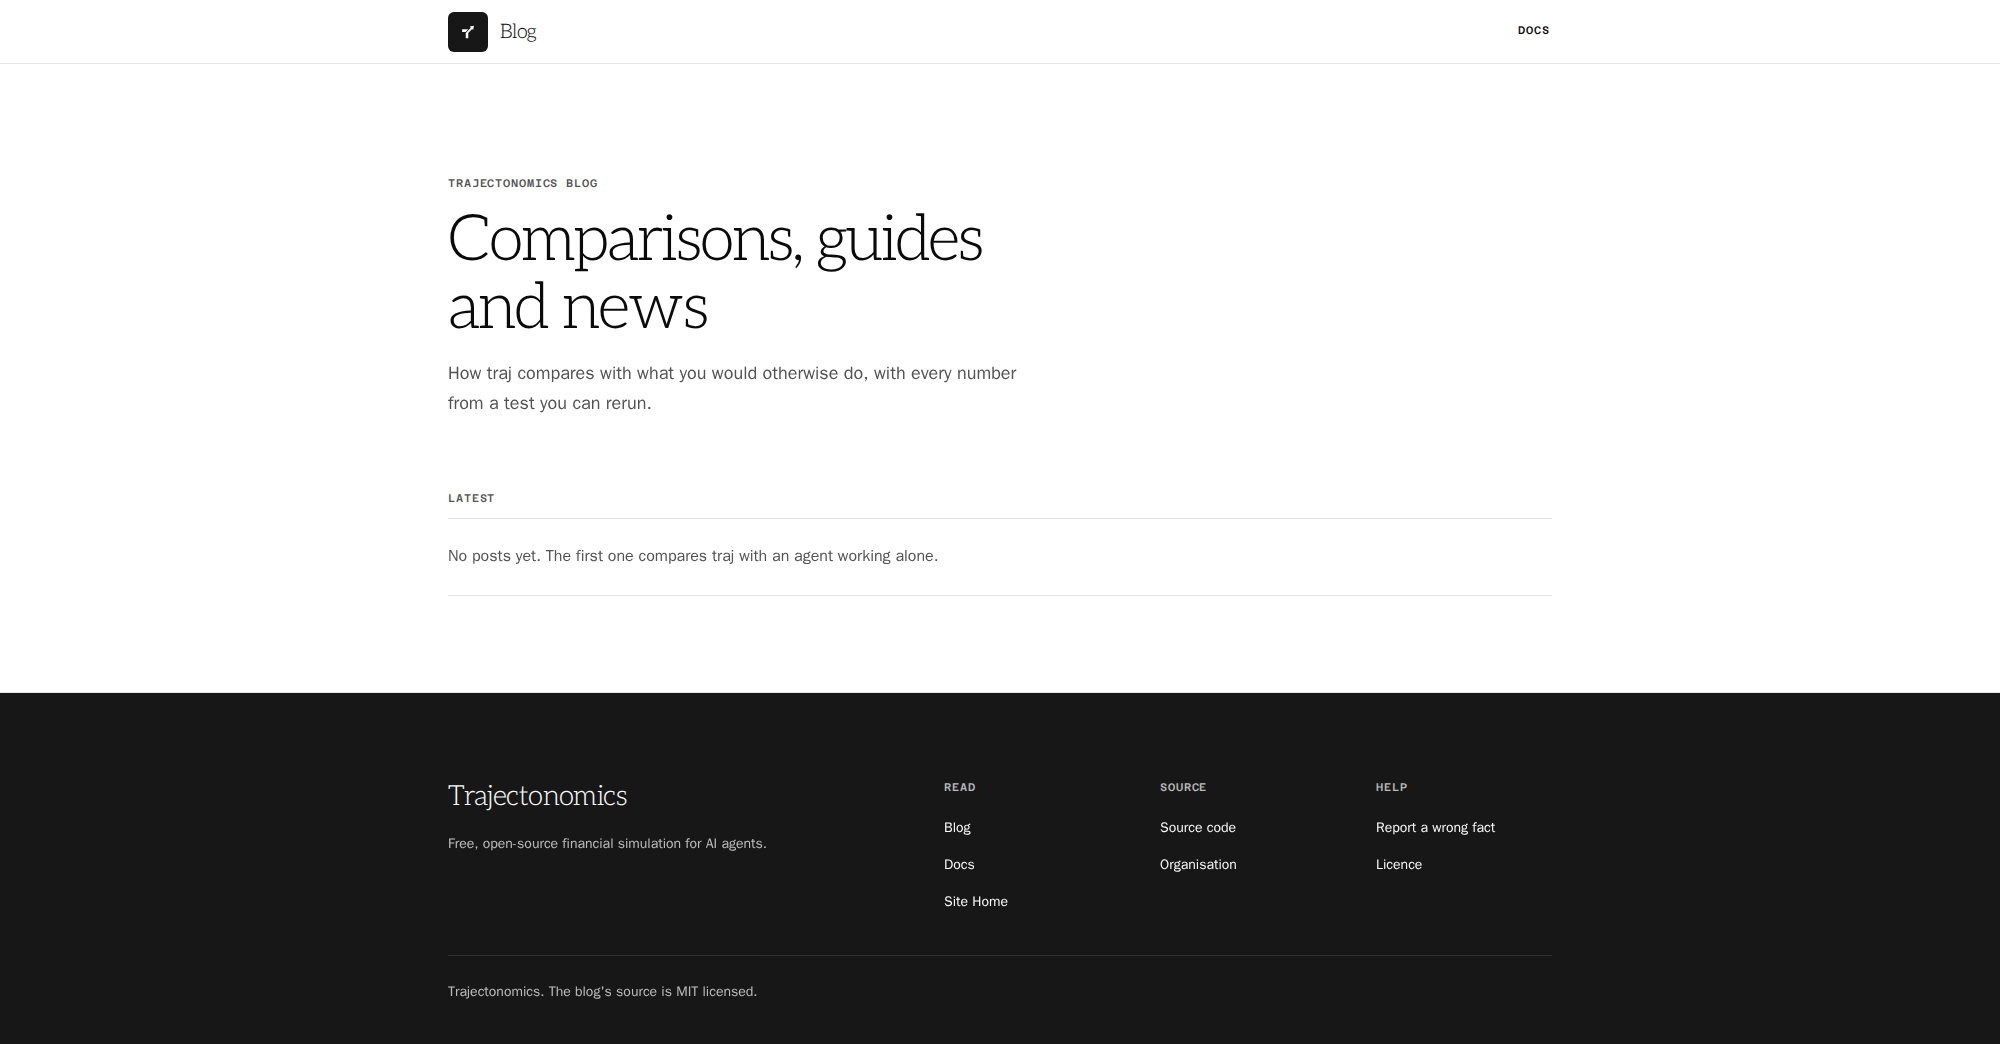 Blog
DOCS
TRAJECTONOMICS BLOG
Comparisons, guides
and news
How traj compares with what you would otherwise do, with every number
from a test you can rerun.
LATEST
No posts yet. The first one compares traj with an agent working alone.
Trajectonomics
Free, open-source financial simulation for AI agents.
READ
Blog
Docs
Site Home
SOURCE
Source code
Organisation
HELP
Report a wrong fact
Licence
Trajectonomics. The blog's source is MIT licensed.